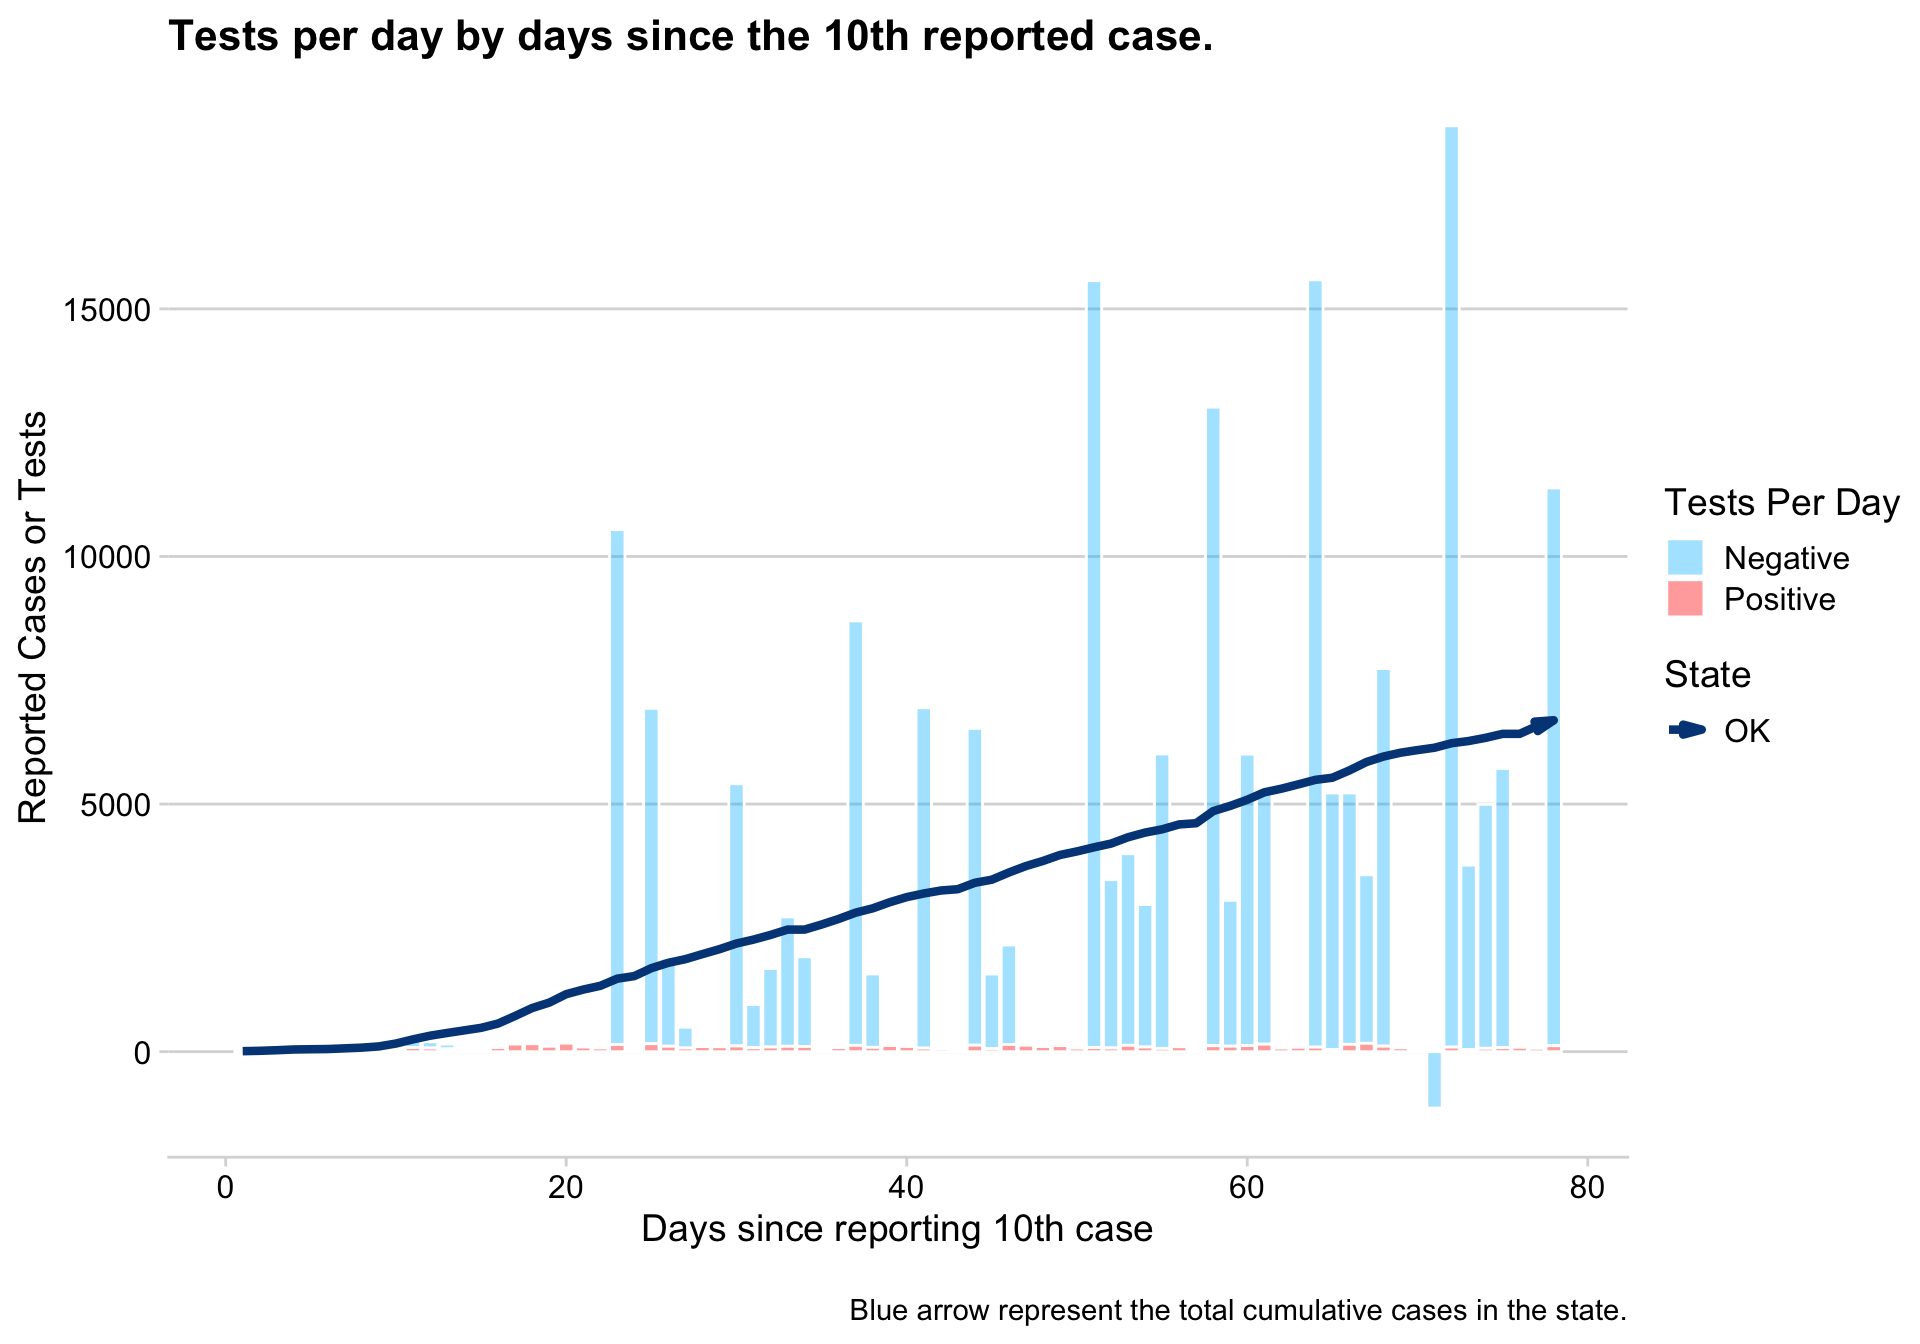 Tests per day by days since the 10th reported case.
Reported Cases or Tests
15000
10000
5000
0
0
20
40
60
80
Days since reporting 10th case
Tests Per Day
Negative
Positive
State
OK
Blue arrow represent the total cumulative cases in the state.